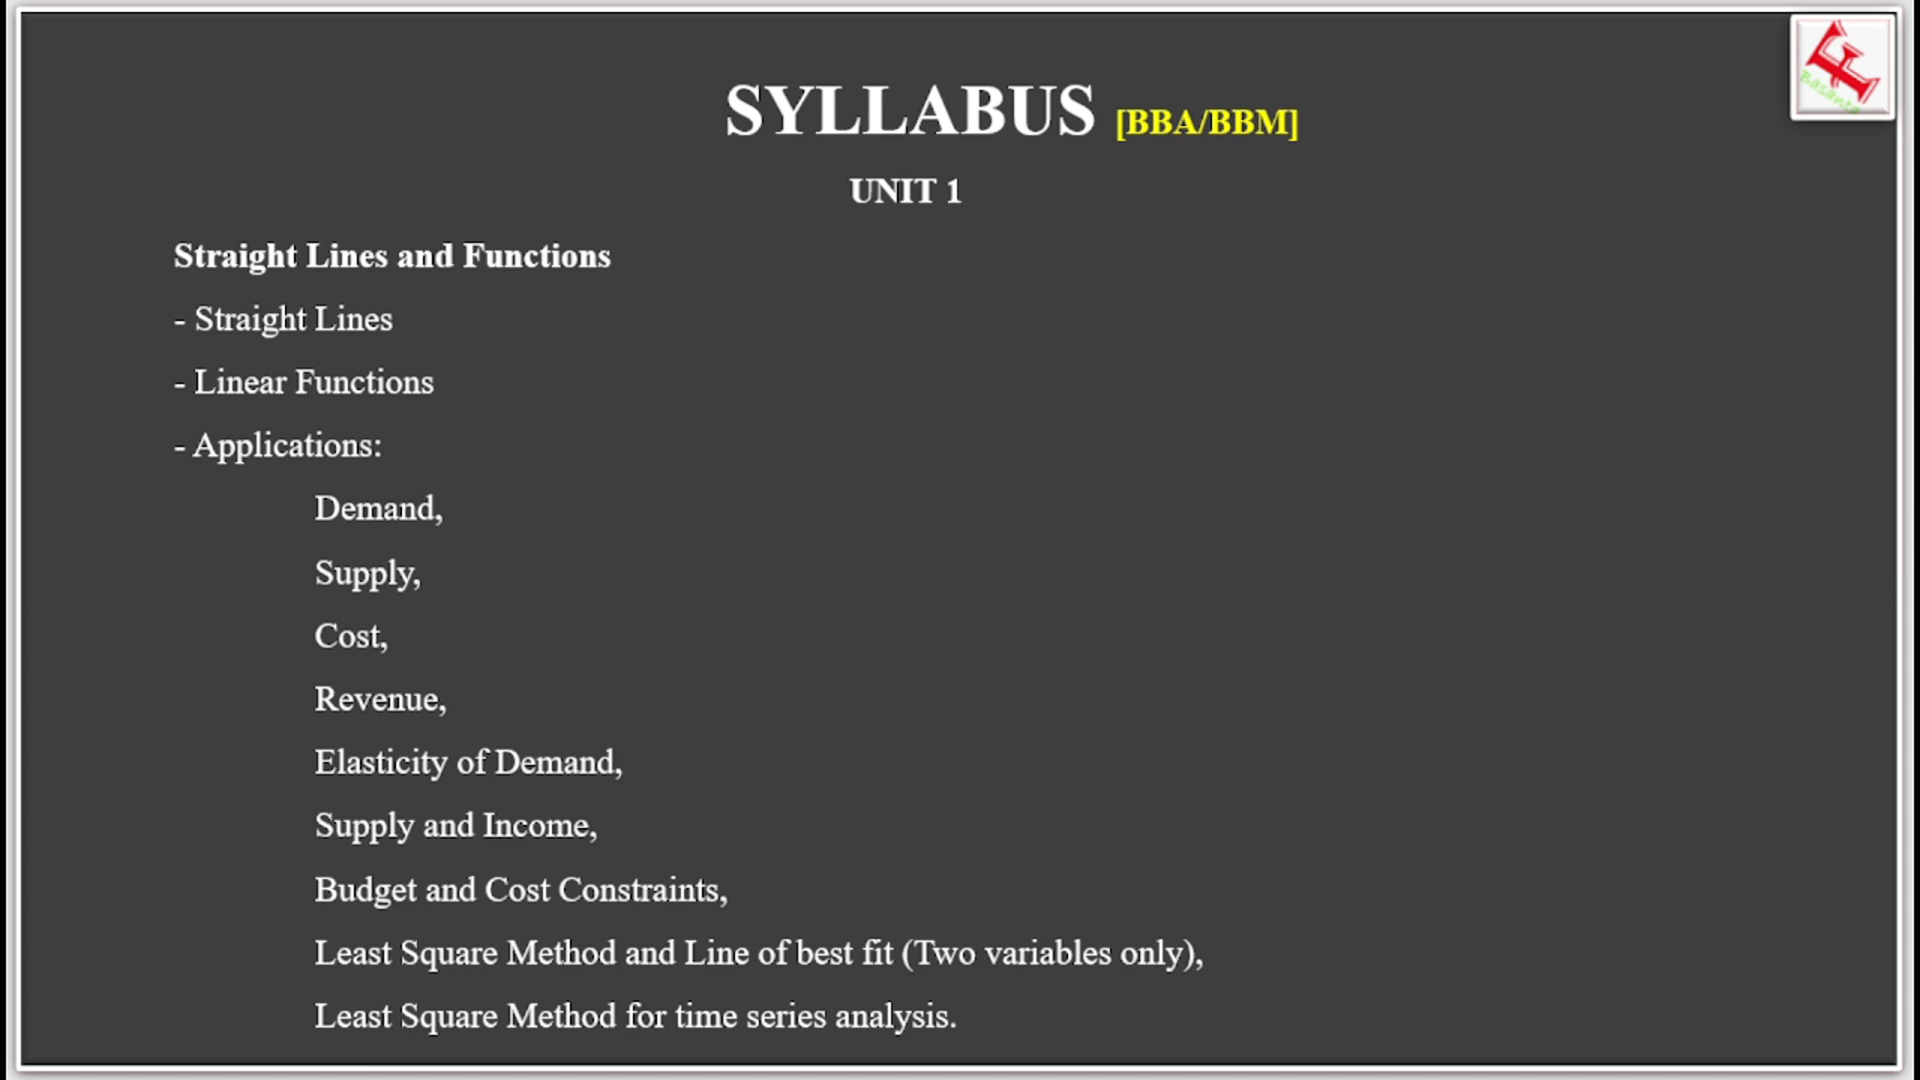 SYLLABUS [BBA/BBM]
UNIT 1
Straight Lines and Functions
- Straight Lines
- Linear Functions
- Applications:
Demand,
Supply,
Cost,
Revenue,
Elasticity of Demand,
Supply and Income,
Budget and Cost Constraints,
Least Square Method and Line of best fit (Two variables only),
Least Square Method for time series analysis.
Basanta